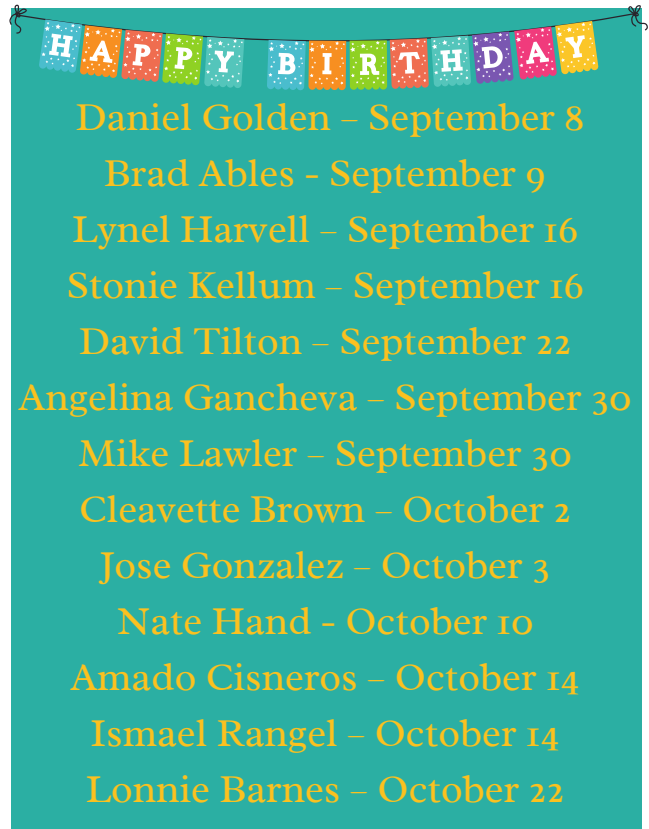 HAPPY BIRTHDAY
Daniel Golden – September 8
Brad Ables - September 9
Lynel Harvell – September 16
Stonie Kellum – September 16
David Tilton – September 22
Angelina Gancheva – September 30
Mike Lawler – September 30
Cleavette Brown – October 2
Jose Gonzalez – October 3
Nate Hand - October 10
Amado Cisneros – October 14
Ismael Rangel – October 14
Lonnie Barnes – October 22